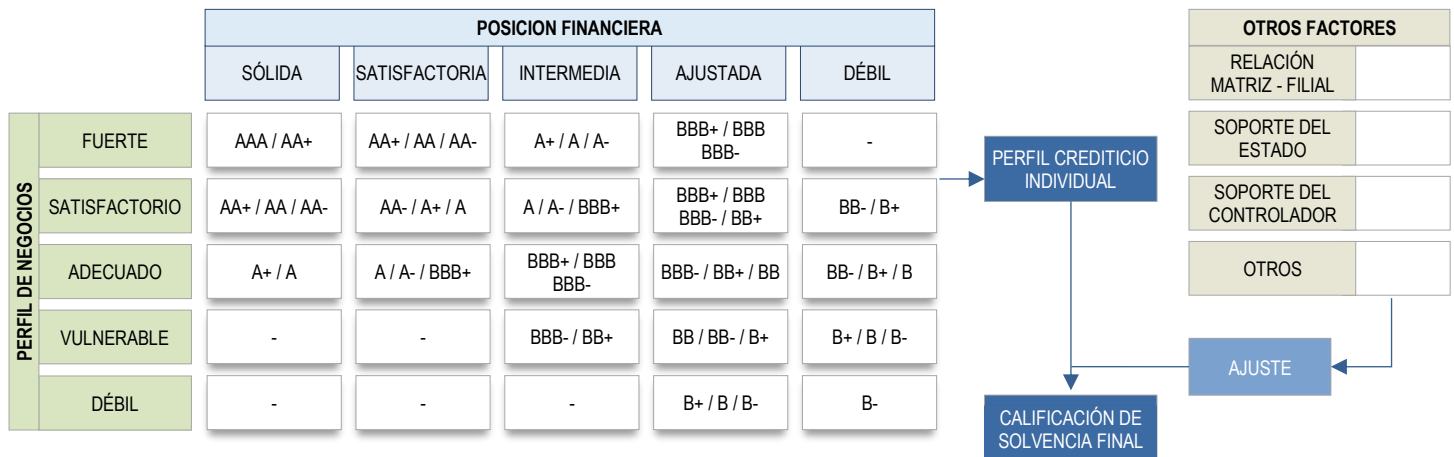 POSICION FINANCIERA
SÓLIDA
SATISFACTORIA
INTERMEDIA
AJUSTADA
DÉBIL
PERFIL DE NEGOCIOS
FUERTE
AAA / AA+
AA+ / AA / AA-
A+ / A / A-
BBB+ / BBB
BBB-
-
SATISFACTORIO
AA+ / AA / AA-
AA- / A+ / A
A / A- / BBB+
BBB+ / BBB
BBB- / BB+
BB- / B+
ADECUADO
A+ / A
A / A- / BBB+
BBB+ / BBB
BBB-
BBB- / BB+ / BB
BB- / B+ / B
VULNERABLE
-
-
BBB- / BB+
BB / BB- / B+
B+ / B / B-
DÉBIL
-
-
-
B+ / B / B-
B-
PERFIL CREDITICIO
INDIVIDUAL
OTROS FACTORES
RELACIÓN
MATRIZ - FILIAL
SOPORTE DEL
ESTADO
SOPORTE DEL
CONTROLADOR
OTROS
AJUSTE
CALIFICACIÓN DE
SOLVENCIA FINAL